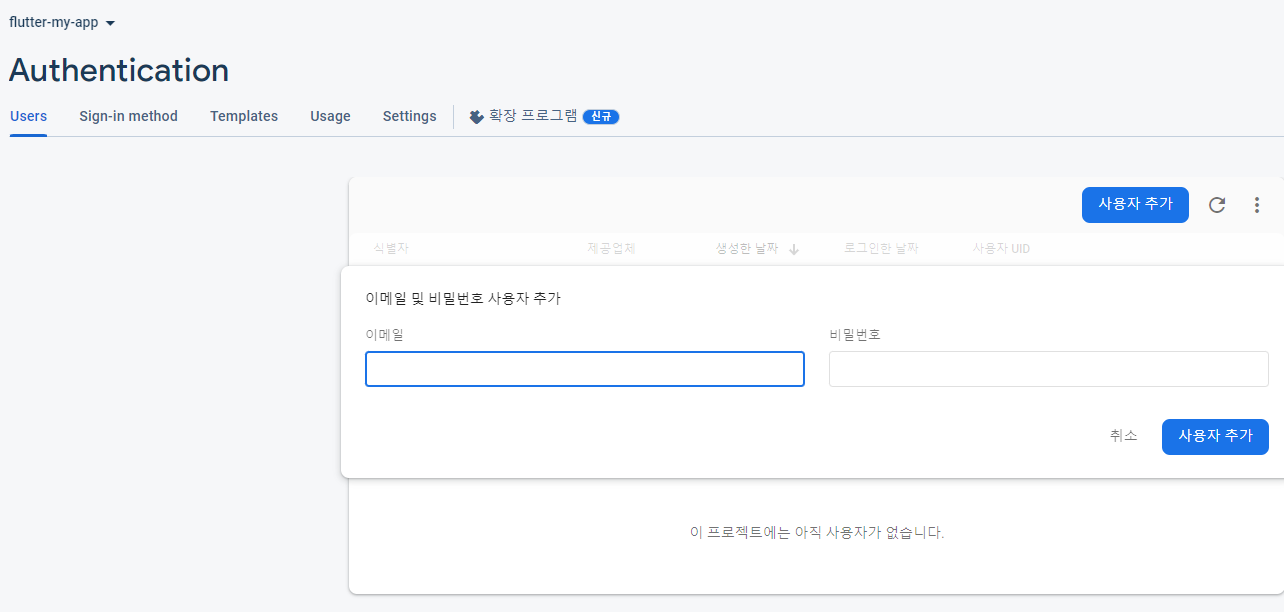 flutter-my-app
Authentication
Users Sign-in method Templates Usage Settings 확장 프로그램 신규
사용자 추가
식별자 제공업체 생성한 날짜 로그인한 날짜 사용자 UID
이메일 및 비밀번호 사용자 추가
이메일 비밀번호
취소 사용자 추가
이 프로젝트에는 아직 사용자가 없습니다.